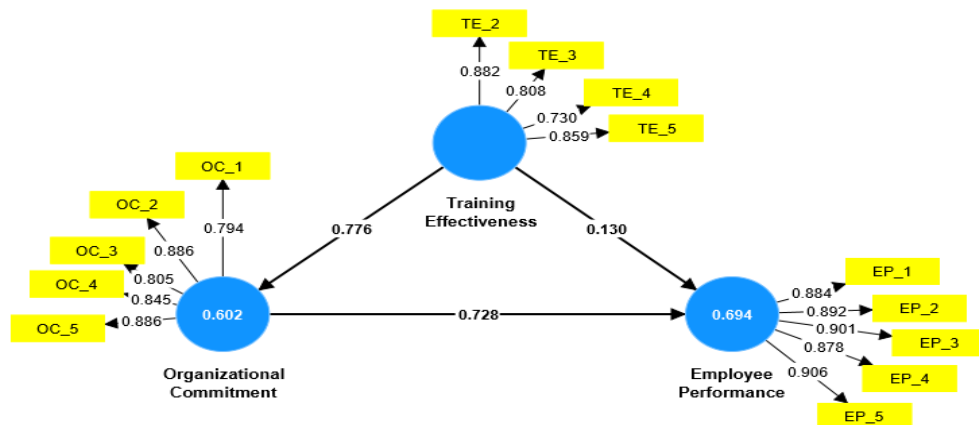 TE_2
TE_3
0.882
0.808
TE_4
0.730
TE_5
0.859
OC_1
Training
Effectiveness
OC_2
0.794
0.776
0.130
OC_3
0.886
0.805
OC_4
0.845
EP_1
0.884
OC_5
0.886
0.602
0.728
0.694
0.892
EP_2
0.901
EP_3
0.878
Organizational
Commitment
Employee
Performance
0.906
EP_4
EP_5